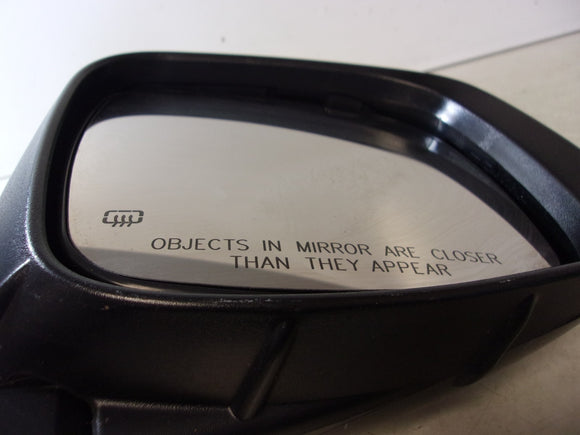 OBJECTS IN MIRROR ARE CLOSER
THAN THEY APPEAR